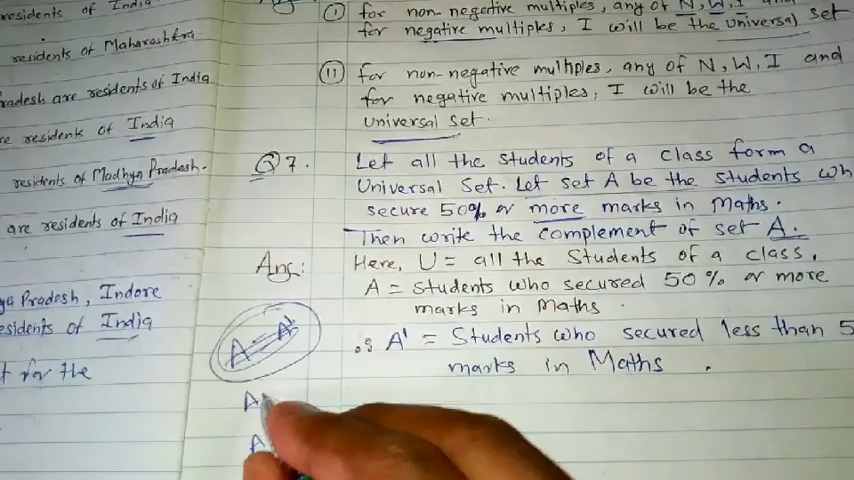 residents of India
residents of Maharashtra
radesh are residents of India
re residents of India
residents of Madhya Pradesh.
are residents of India
ya Pradesh, Indore
esidents of India
t for the
(i) for non-negative multiples, any of N, W, I and
for negative multiples, I will be the universal set
(ii) for non-negative multiples, any of N, W, I and
for negative multiples, I will be the
universal set.
Q7. Let all the students of a class form a
Universal Set. Let set A be the students wh
secure 50% or more marks in Maths.
Then write the complement of set A.
Ans: Here, U = all the students of a class.
A = Students who secured 50% or more
marks in Maths.
A - A'
∴ A' = Students who secured less than 5
marks in Maths.
A
A